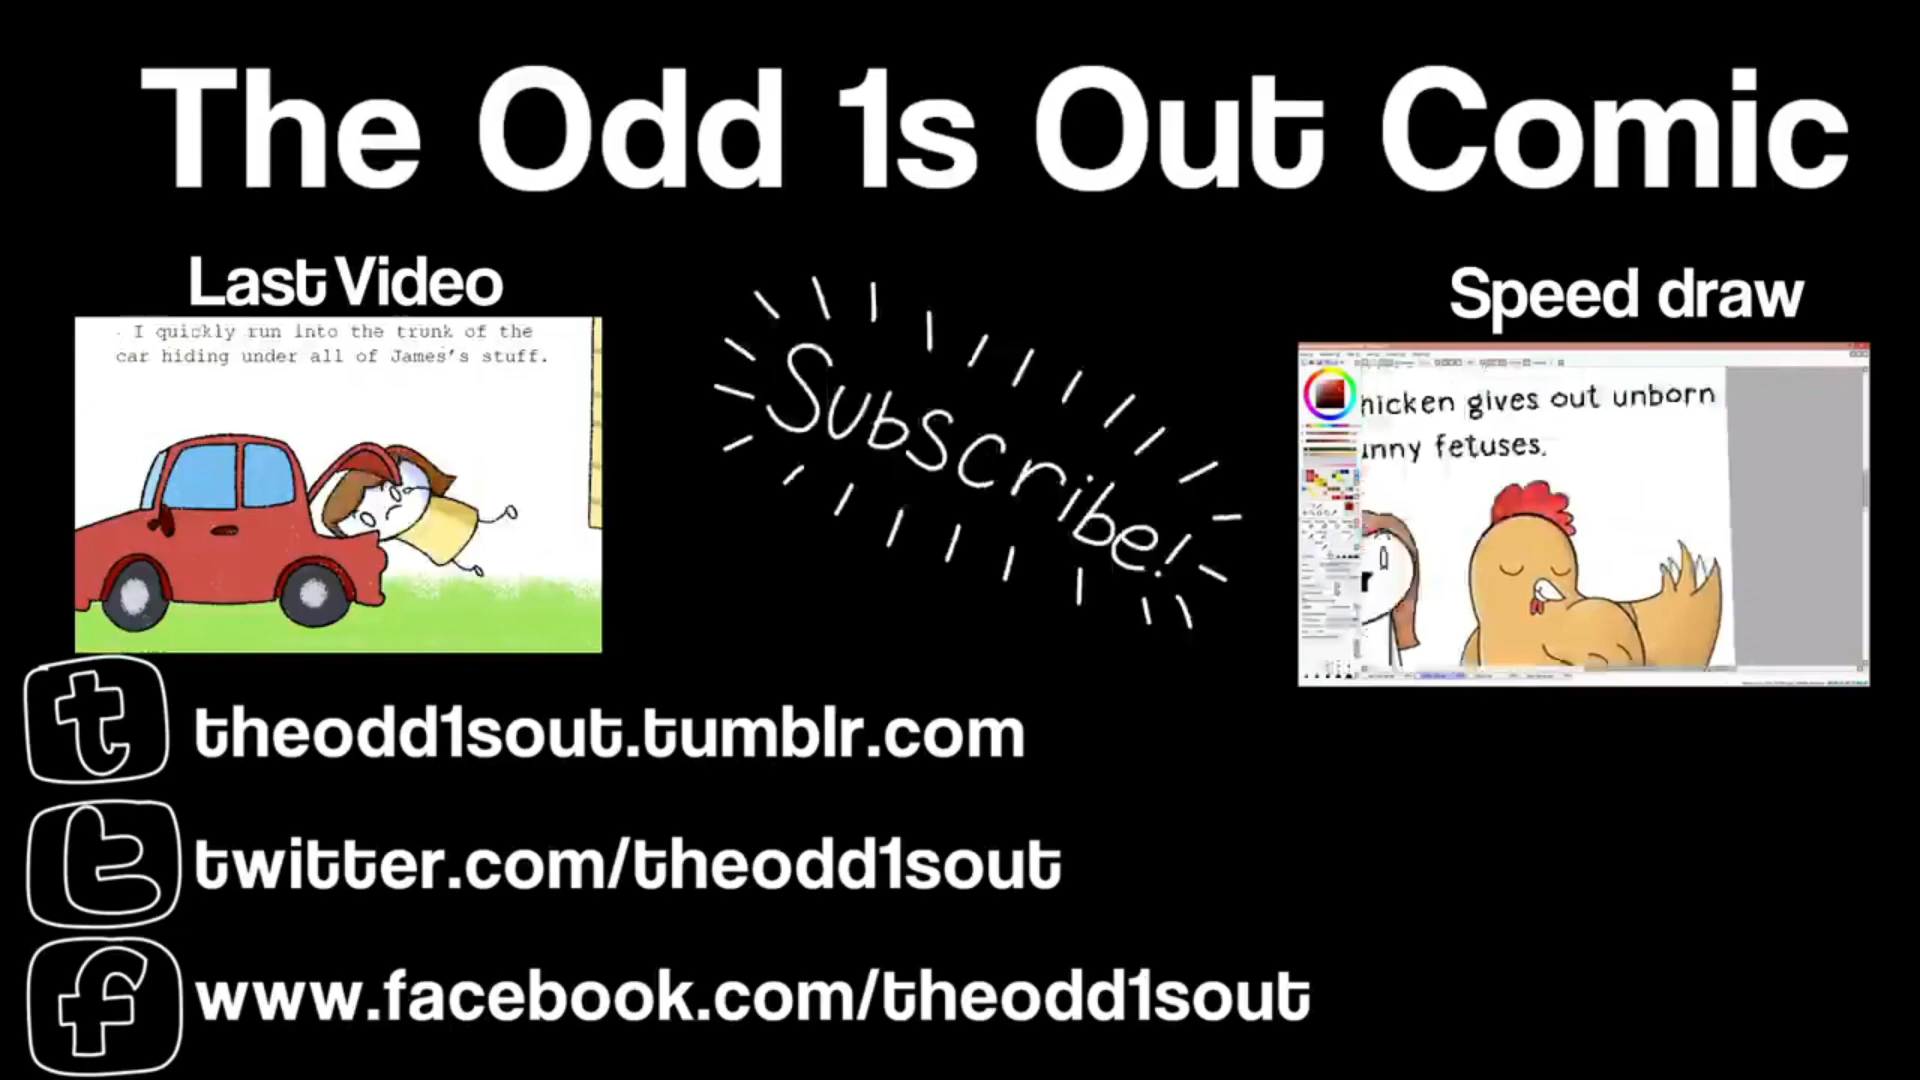 The Odd 1s Out Comic
Last Video
I quickly run into the trunk of the
car hiding under all of James's stuff.
Subscribe!
Speed draw
hicken gives out unborn
unny fetuses.
t theodd1sout.tumblr.com
t twitter.com/theodd1sout
f www.facebook.com/theodd1sout